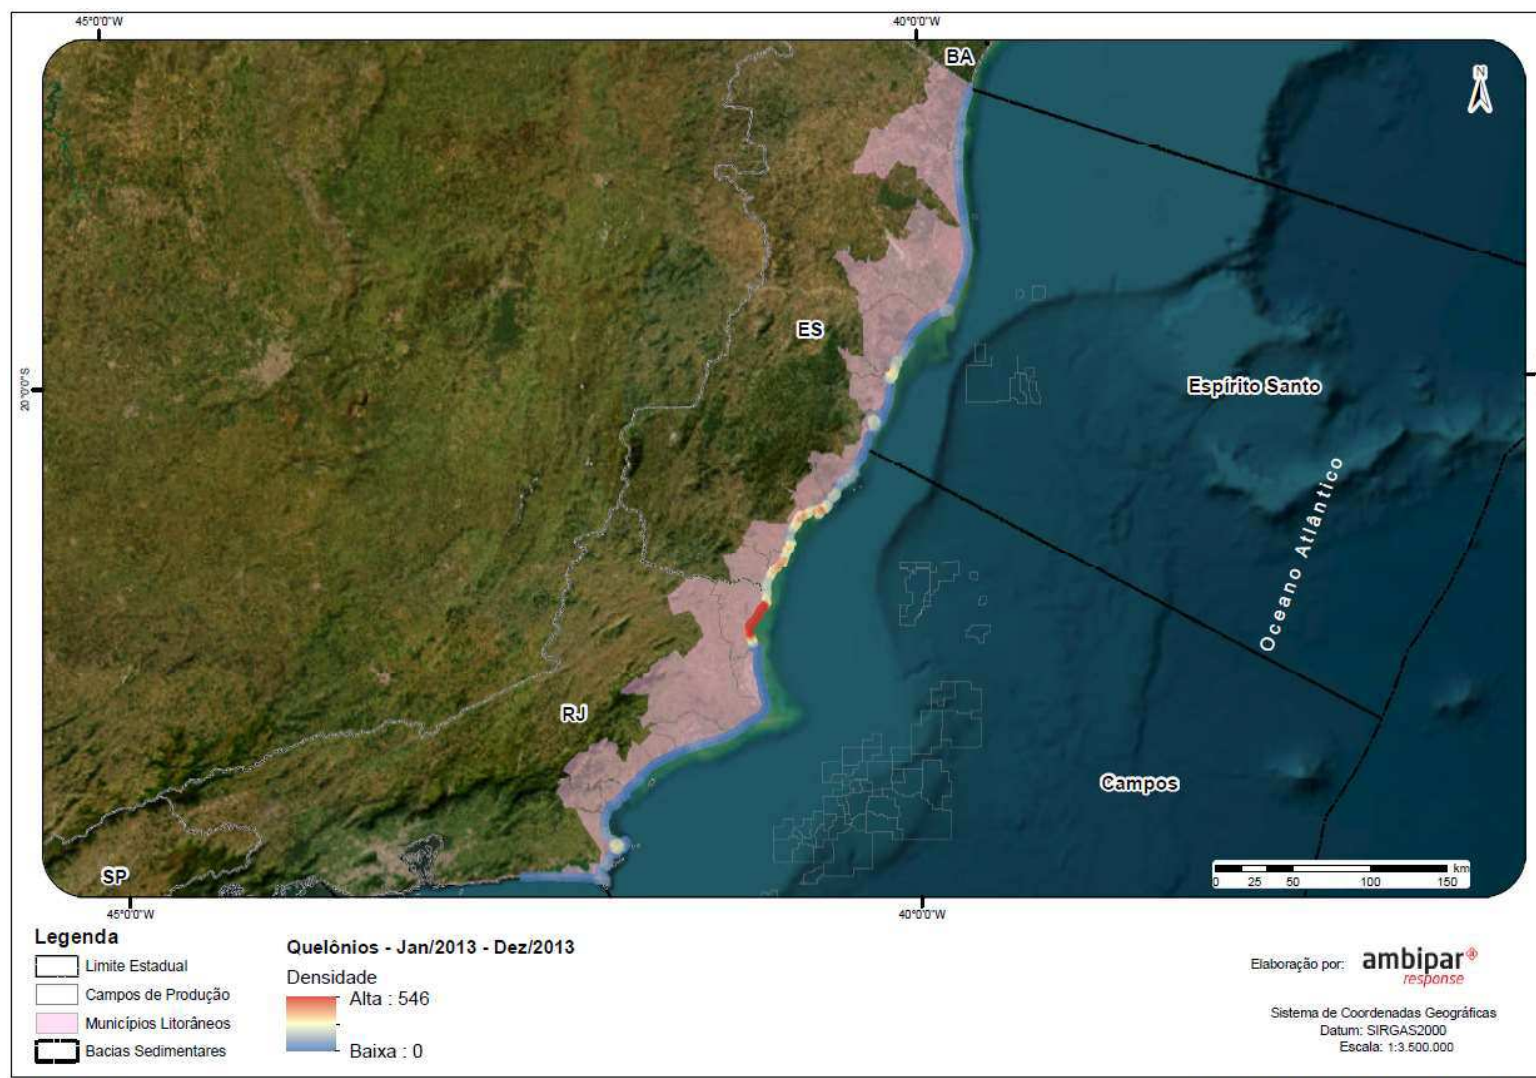 45°0'0"W
40°0'0"W
BA
N
ES
20°0'0"S
Espírito Santo
Oceano Atlântico
RJ
Campos
SP
km
0 25 50 100 150
45°0'0"W
40°0'0"W
Legenda
Limite Estadual
Campos de Produção
Municípios Litorâneos
Bacias Sedimentares
Quelônios - Jan/2013 - Dez/2013
Densidade
Alta : 546
Baixa : 0
Elaboração por:
ambipar
response
Sistema de Coordenadas Geográficas
Datum: SIRGAS2000
Escala: 1:3.500.000